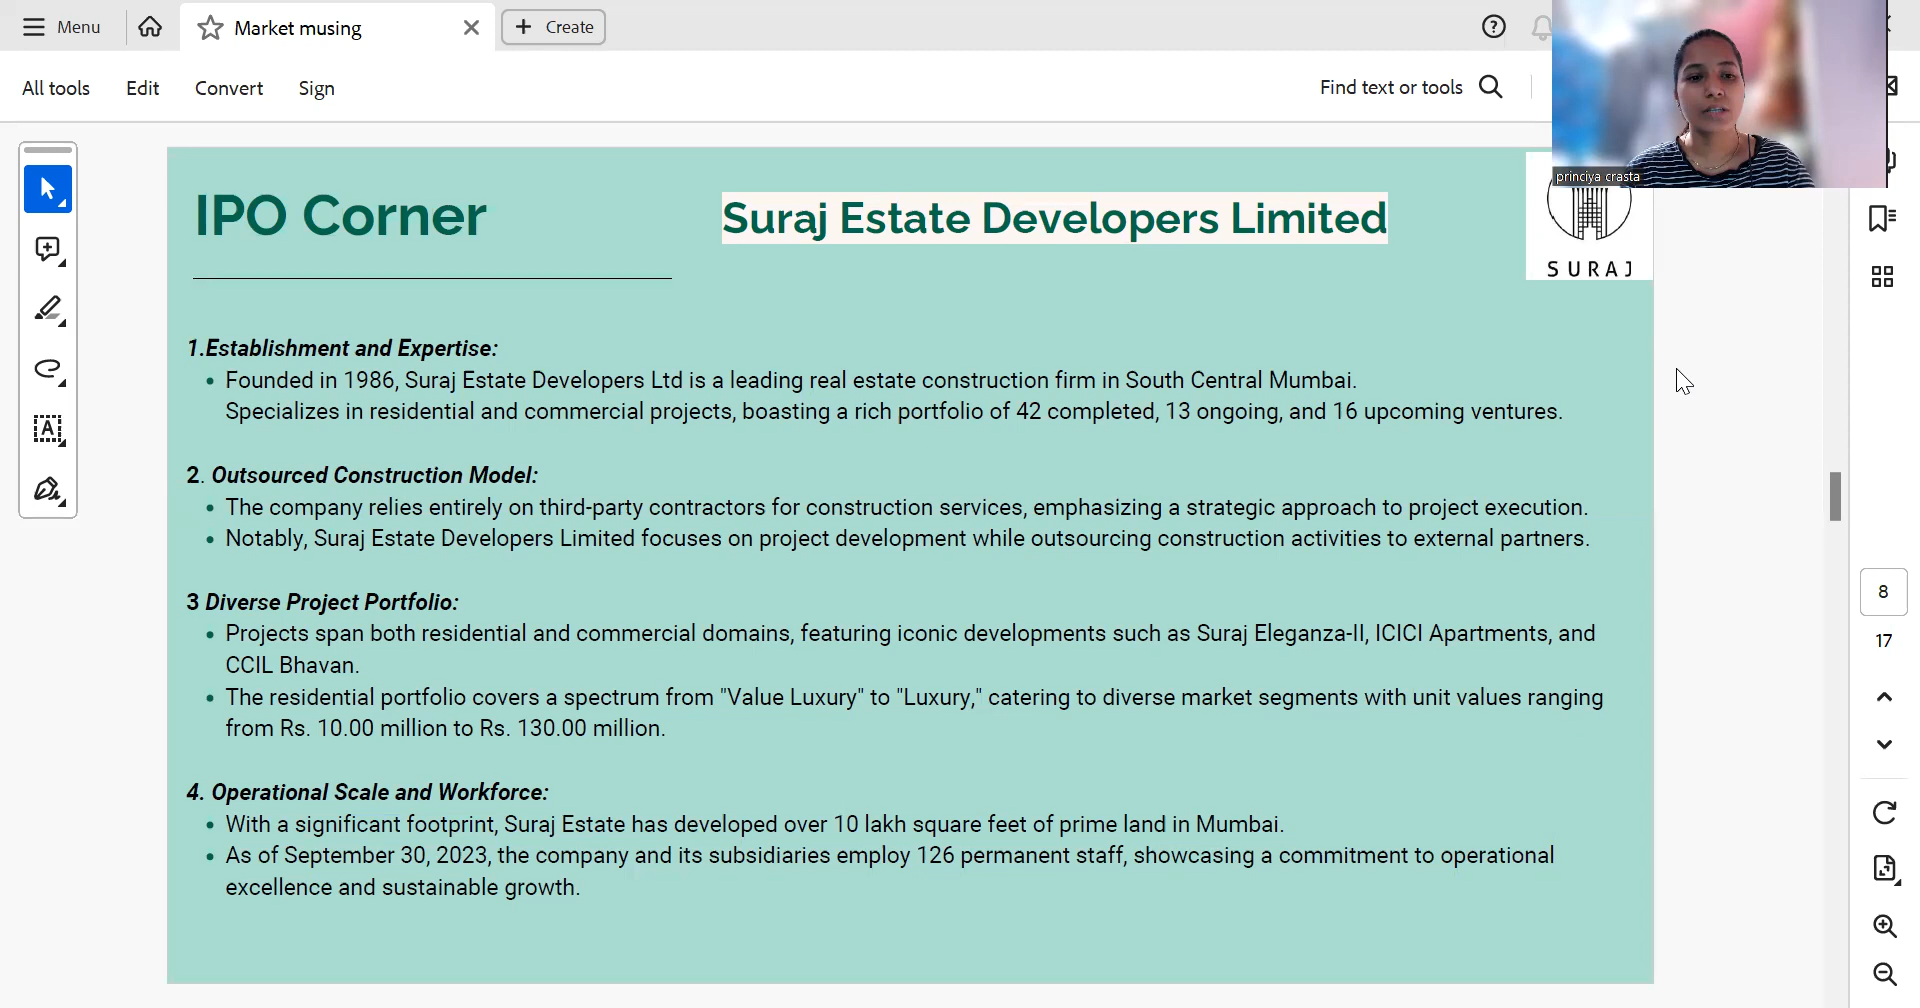 Menu
Market musing
Create
All tools
Edit
Convert
Sign
Find text or tools
princiya crasta
IPO Corner
Suraj Estate Developers Limited
SURAJ
1.Establishment and Expertise:
• Founded in 1986, Suraj Estate Developers Ltd is a leading real estate construction firm in South Central Mumbai.
Specializes in residential and commercial projects, boasting a rich portfolio of 42 completed, 13 ongoing, and 16 upcoming ventures.
2. Outsourced Construction Model:
• The company relies entirely on third-party contractors for construction services, emphasizing a strategic approach to project execution.
• Notably, Suraj Estate Developers Limited focuses on project development while outsourcing construction activities to external partners.
3 Diverse Project Portfolio:
• Projects span both residential and commercial domains, featuring iconic developments such as Suraj Eleganza-II, ICICI Apartments, and
CCIL Bhavan.
• The residential portfolio covers a spectrum from "Value Luxury" to "Luxury," catering to diverse market segments with unit values ranging
from Rs. 10.00 million to Rs. 130.00 million.
4. Operational Scale and Workforce:
• With a significant footprint, Suraj Estate has developed over 10 lakh square feet of prime land in Mumbai.
• As of September 30, 2023, the company and its subsidiaries employ 126 permanent staff, showcasing a commitment to operational
excellence and sustainable growth.
8
17